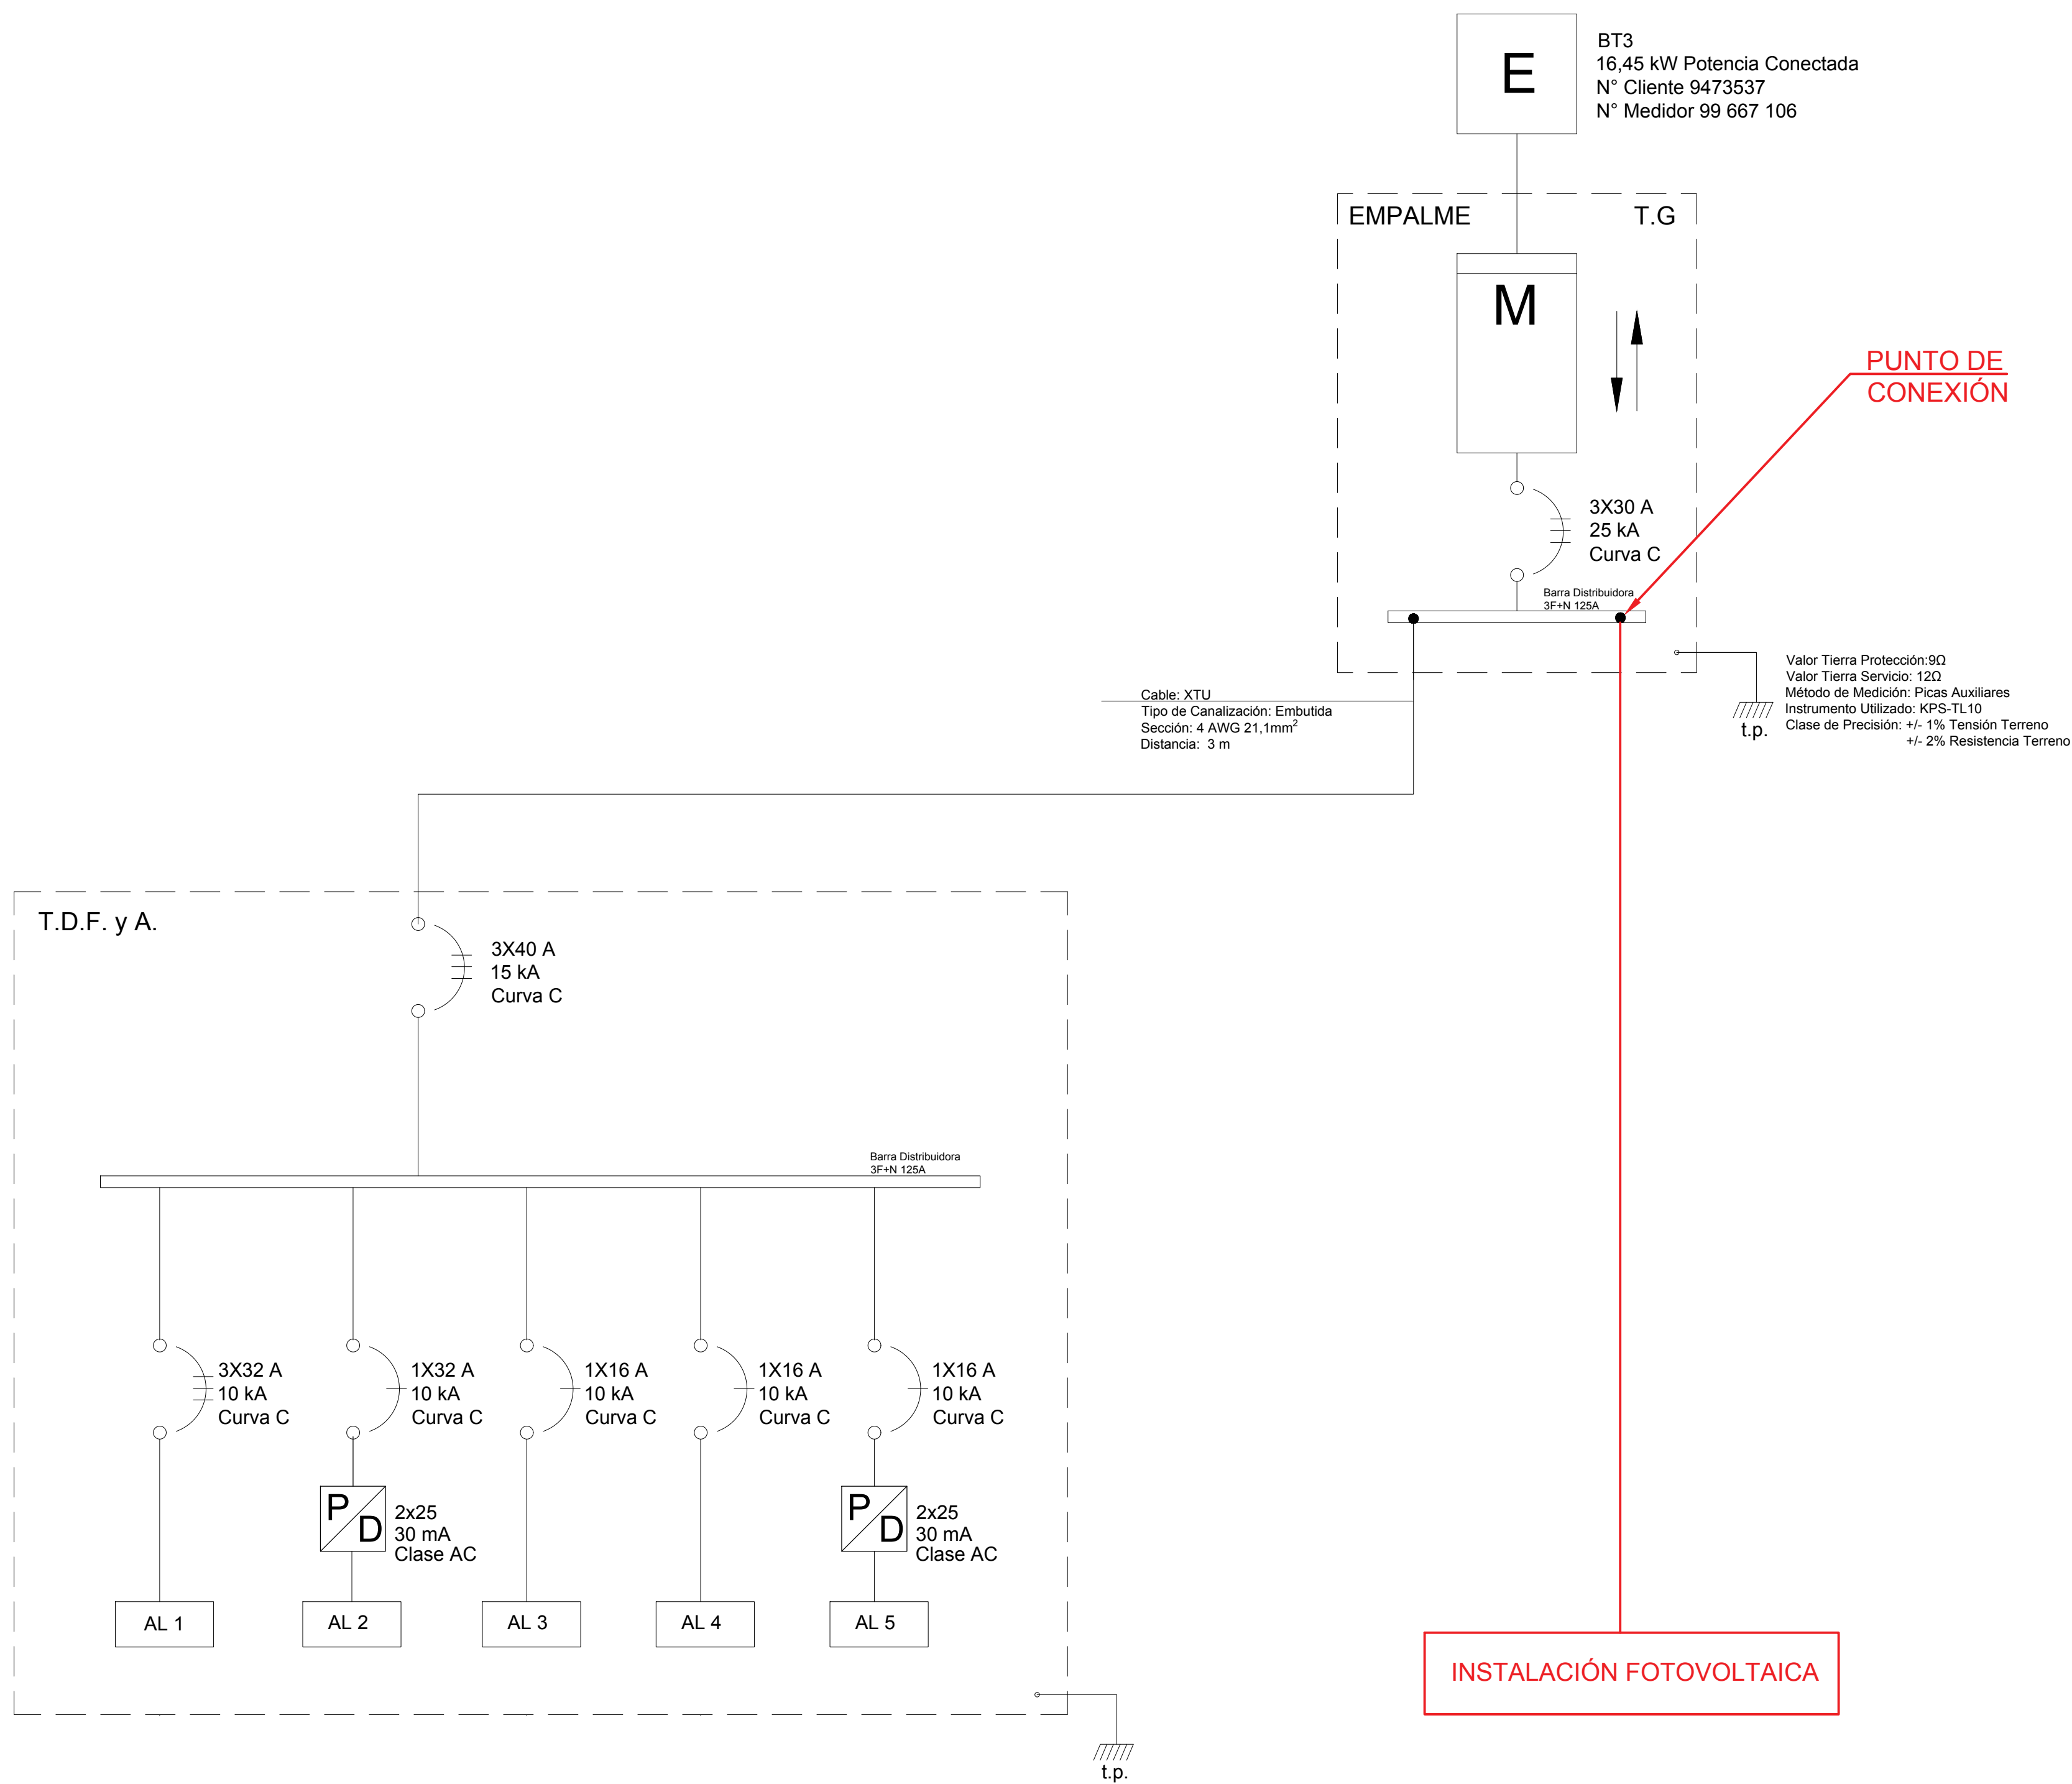 E
BT3
16,45 kW Potencia Conectada
N° Cliente 9473537
N° Medidor 99 667 106
EMPALME
T.G
M
PUNTO DE
CONEXIÓN
3X30 A
25 kA
Curva C
Barra Distribuidora
3F+N 125A
Valor Tierra Protección:9Ω
Valor Tierra Servicio: 12Ω
Método de Medición: Picas Auxiliares
Instrumento Utilizado: KPS-TL10
Clase de Precisión: +/- 1% Tensión Terreno
+/- 2% Resistencia Terreno
t.p.
Cable: XTU
Tipo de Canalización: Embutida
Sección: 4 AWG 21,1mm²
Distancia: 3 m
T.D.F. y A.
3X40 A
15 kA
Curva C
Barra Distribuidora
3F+N 125A
3X32 A
10 kA
Curva C
1X32 A
10 kA
Curva C
1X16 A
10 kA
Curva C
1X16 A
10 kA
Curva C
1X16 A
10 kA
Curva C
P
D
2x25
30 mA
Clase AC
P
D
2x25
30 mA
Clase AC
AL 1
AL 2
AL 3
AL 4
AL 5
INSTALACIÓN FOTOVOLTAICA
t.p.